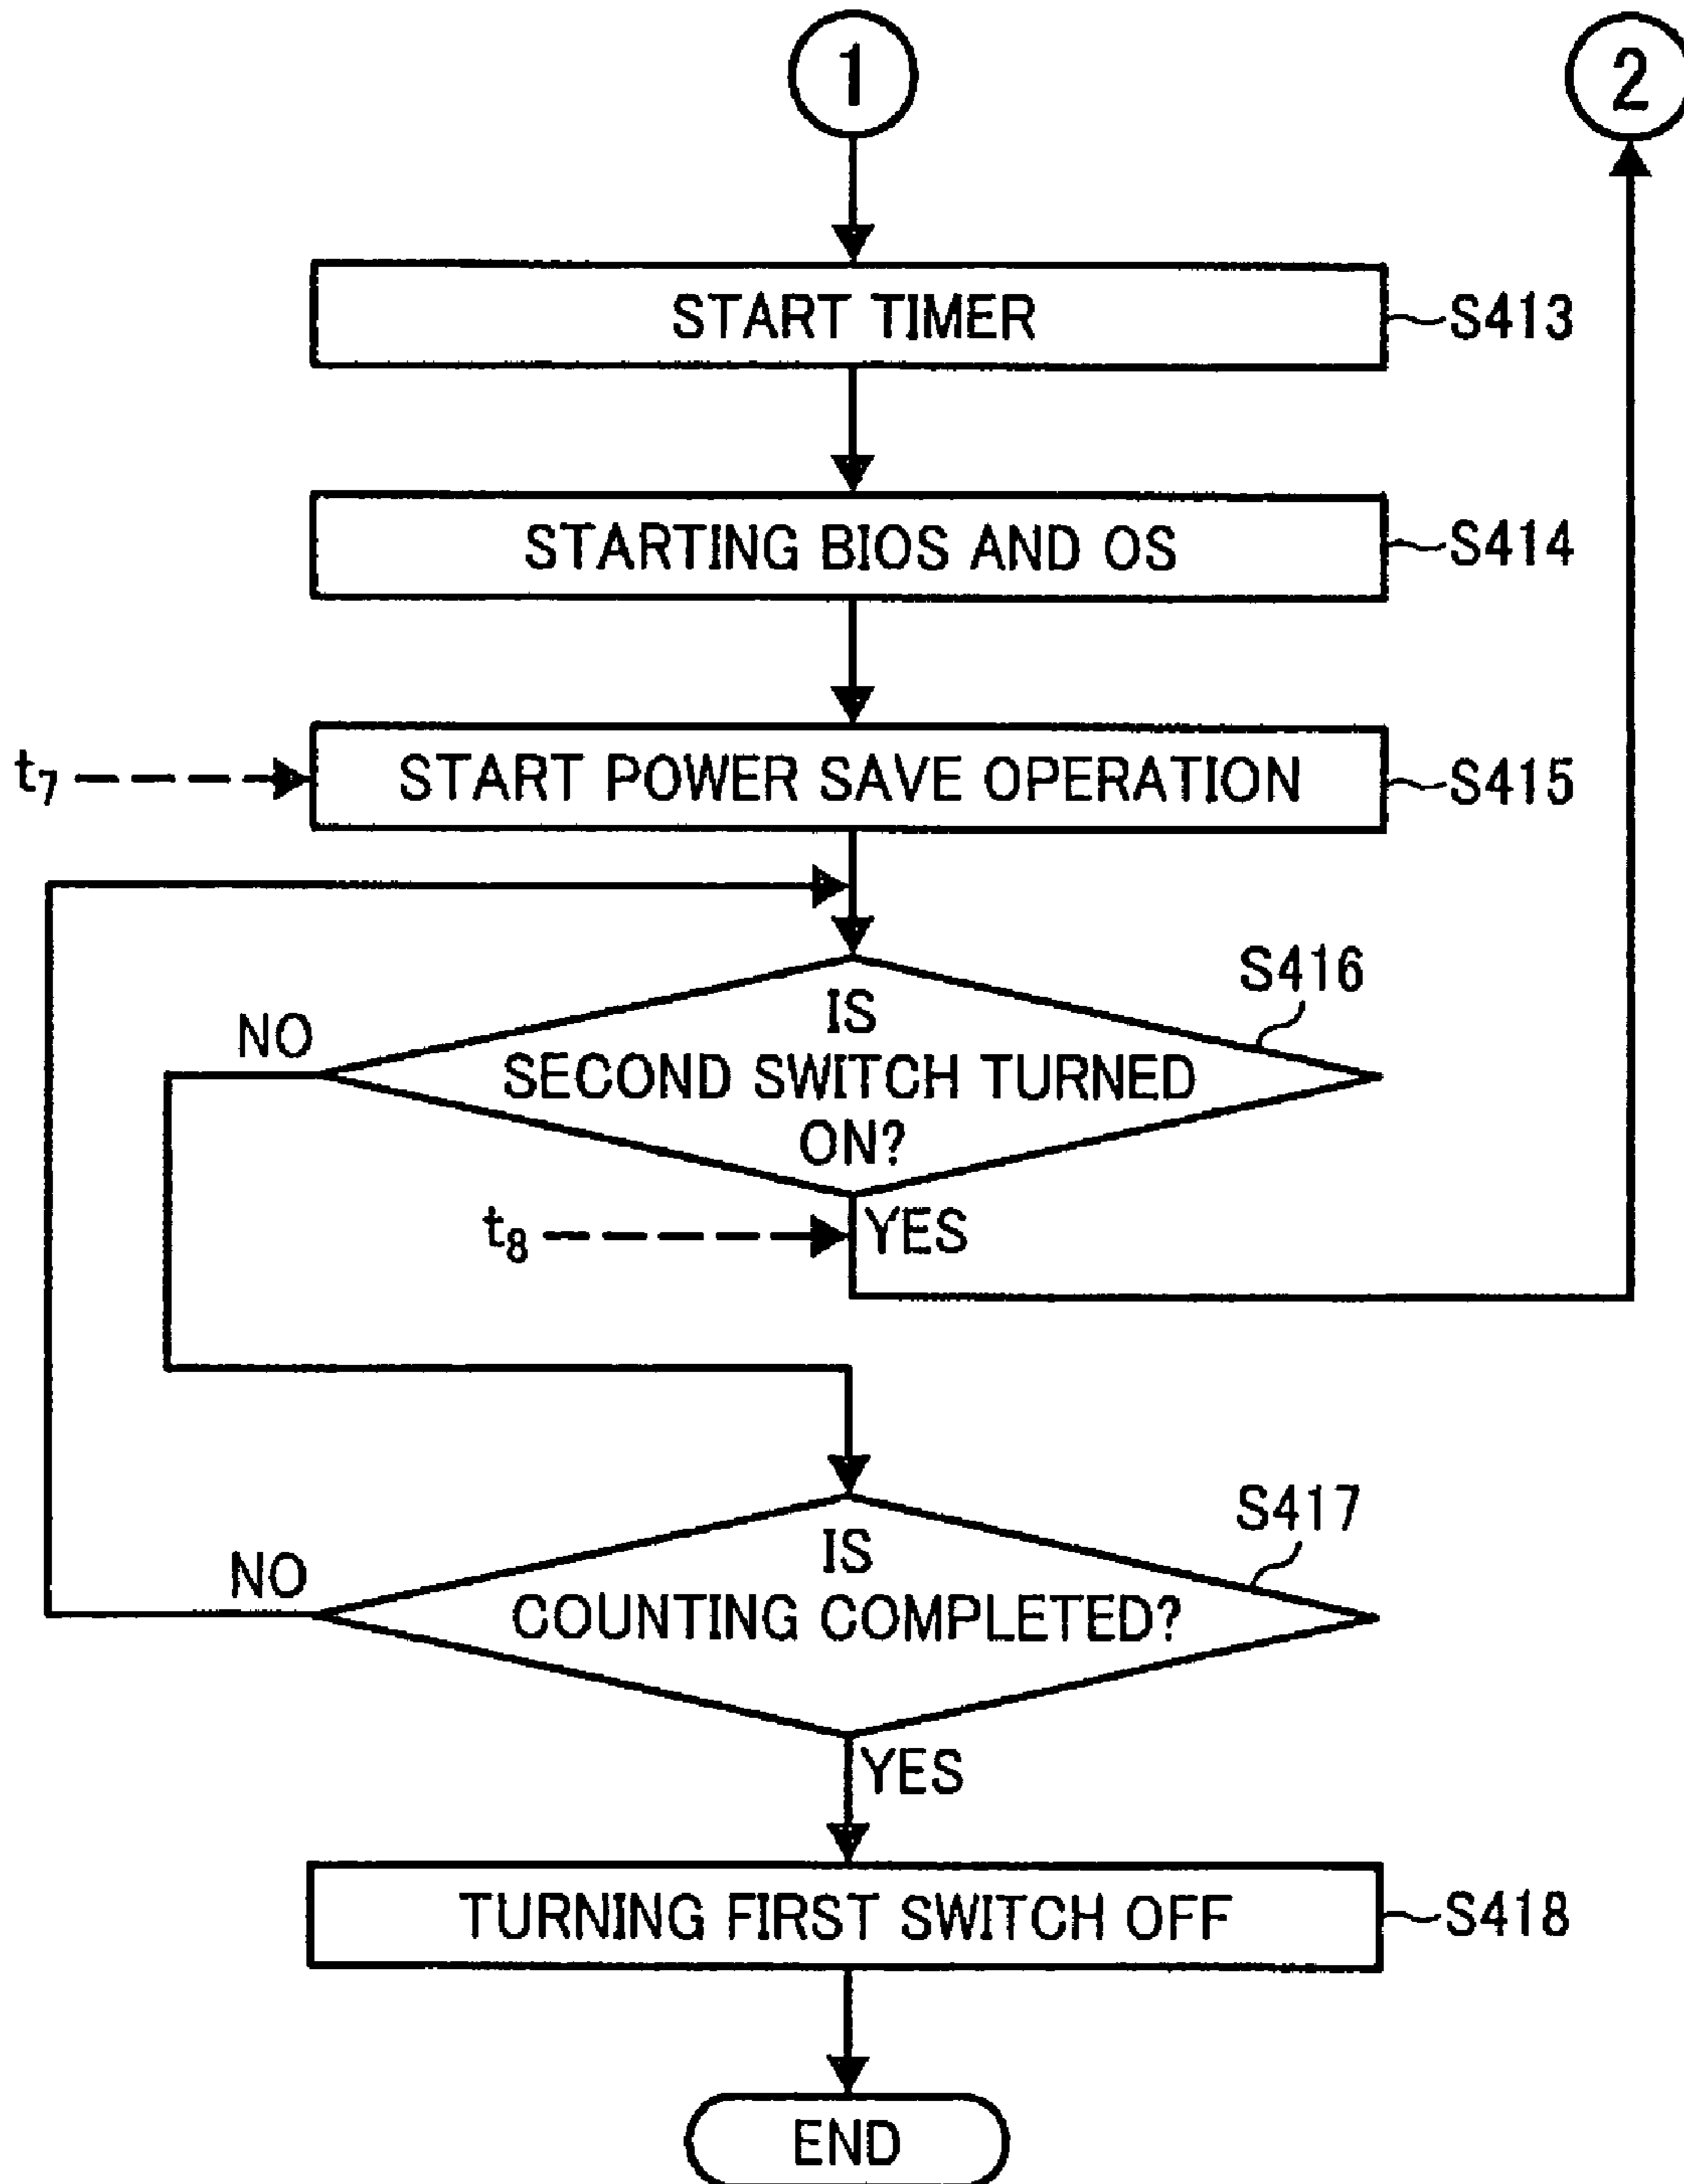 1
2
START TIMER
S413
STARTING BIOS AND OS
S414
t7
START POWER SAVE OPERATION
S415
S416
NO
IS
SECOND SWITCH TURNED
ON?
t8
YES
S417
NO
IS
COUNTING COMPLETED?
YES
TURNING FIRST SWITCH OFF
S418
END